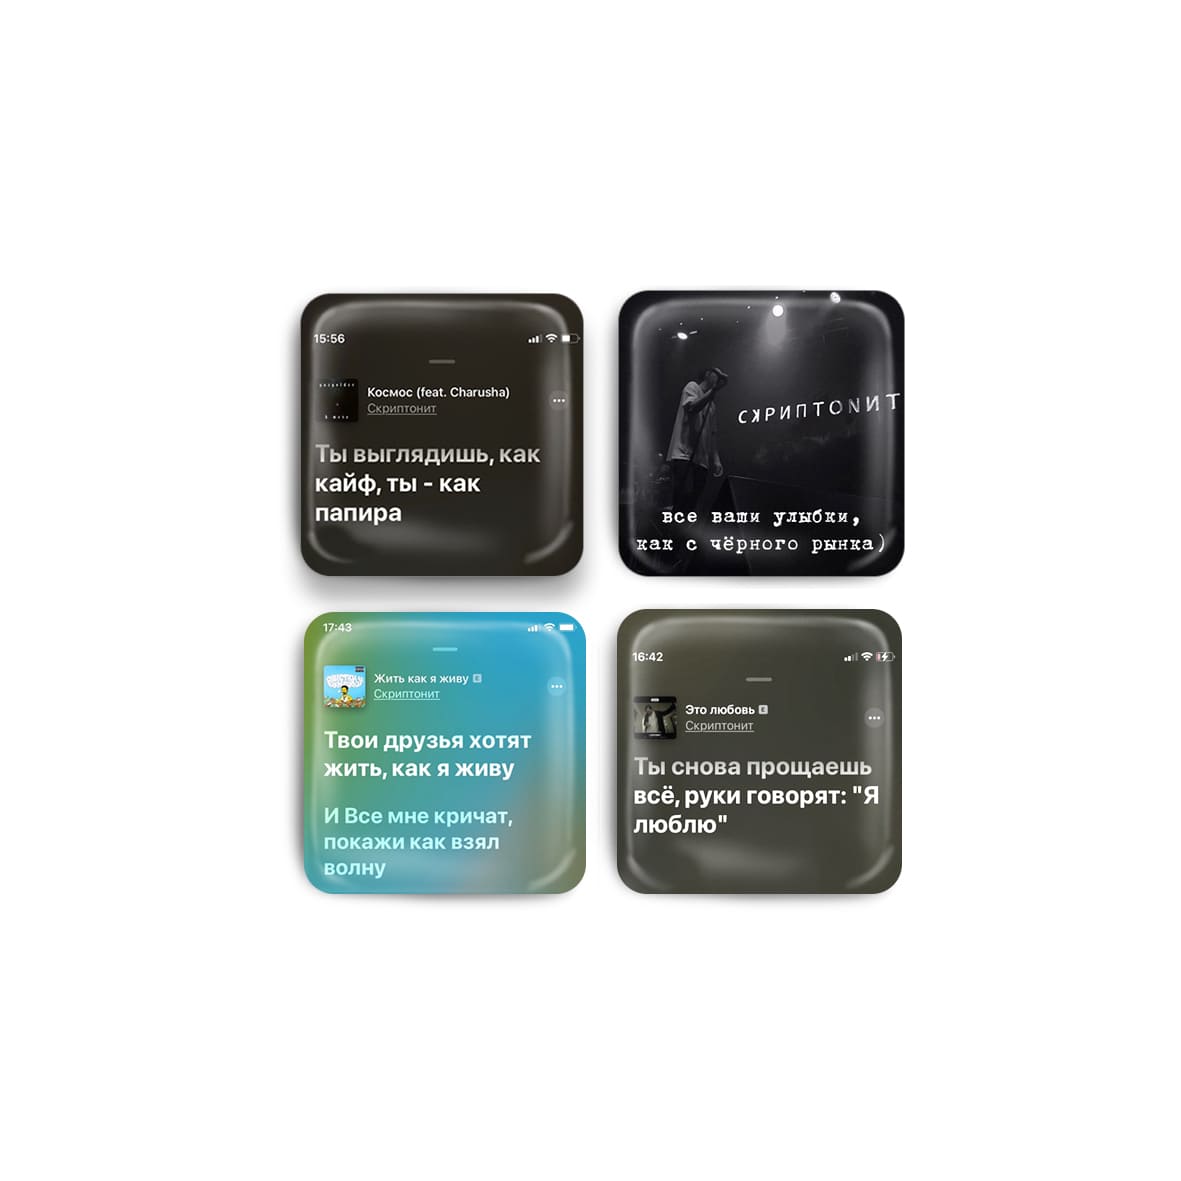 15:56
Космос (feat. Charusha)
Скриптонит
Ты выглядишь, как
кайф, ты - как
папира
СКРИПТОНИТ
все ваши улыбки,
как с чёрного рынка)
17:43
Жить как я живу E
Скриптонит
Твои друзья хотят
жить, как я живу
И Все мне кричат,
покажи как взял
волну
16:42
Это любовь E
Скриптонит
Ты снова прощаешь
всё, руки говорят: "Я
люблю"